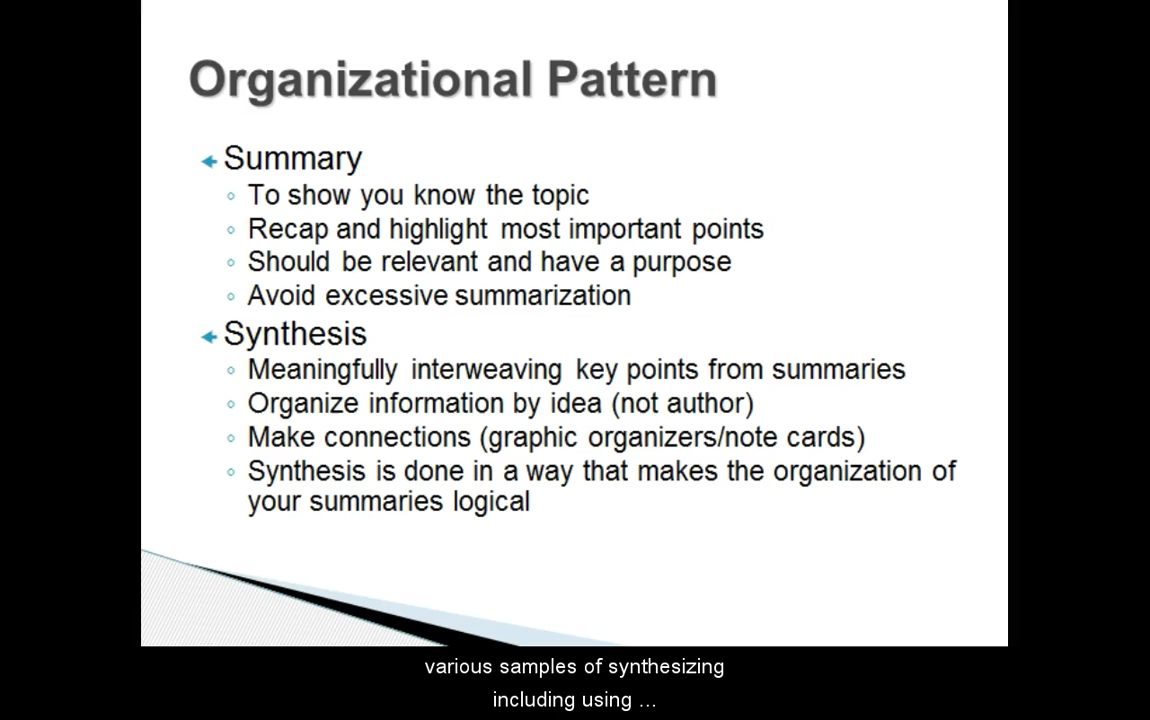 Organizational Pattern
Summary
To show you know the topic
Recap and highlight most important points
Should be relevant and have a purpose
Avoid excessive summarization
Synthesis
Meaningfully interweaving key points from summaries
Organize information by idea (not author)
Make connections (graphic organizers/note cards)
Synthesis is done in a way that makes the organization of
your summaries logical
various samples of synthesizing
including using ...